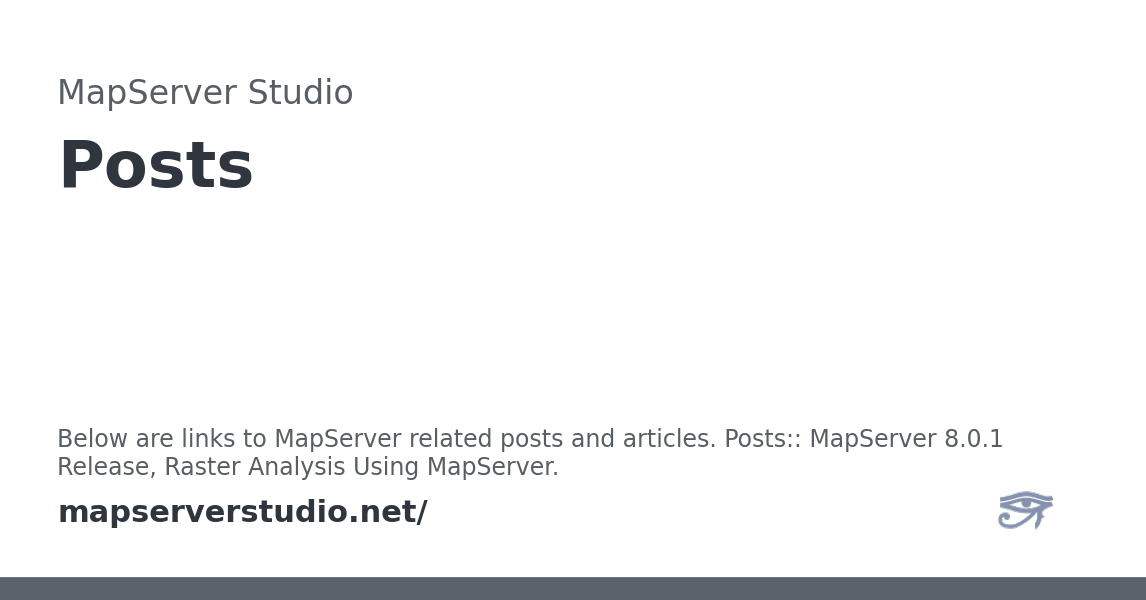 MapServer Studio
Posts
Below are links to MapServer related posts and articles. Posts:: MapServer 8.0.1
Release, Raster Analysis Using MapServer.
mapserverstudio.net/